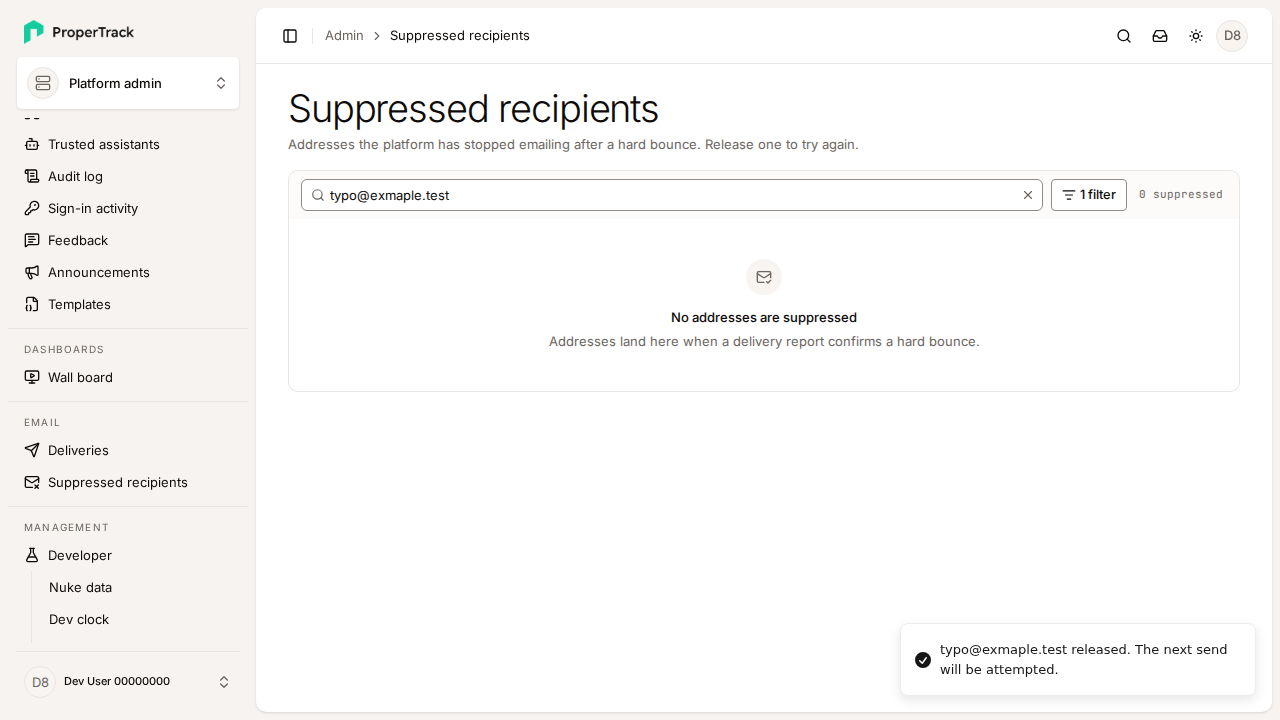 ProperTrack
Platform admin
Trusted assistants
Audit log
Sign-in activity
Feedback
Announcements
Templates
DASHBOARDS
Wall board
EMAIL
Deliveries
Suppressed recipients
MANAGEMENT
Developer
Nuke data
Dev clock
D8 Dev User 00000000
Admin > Suppressed recipients
D8
Suppressed recipients
Addresses the platform has stopped emailing after a hard bounce. Release one to try again.
typo@exmaple.test
1 filter
0 suppressed
No addresses are suppressed
Addresses land here when a delivery report confirms a hard bounce.
typo@exmaple.test released. The next send
will be attempted.